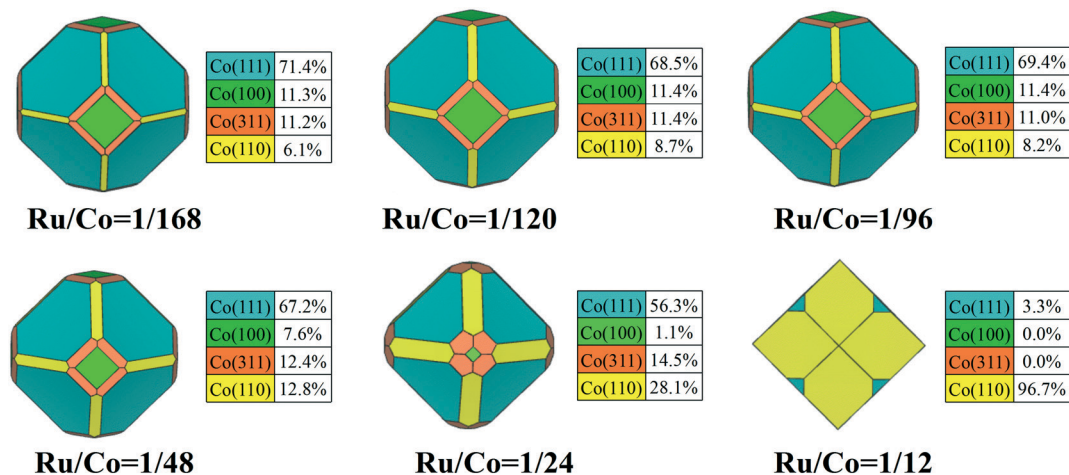 Co(111) 71.4%
Co(100) 11.3%
Co(311) 11.2%
Co(110) 6.1%
Ru/Co=1/168
Co(111) 68.5%
Co(100) 11.4%
Co(311) 11.4%
Co(110) 8.7%
Ru/Co=1/120
Co(111) 69.4%
Co(100) 11.4%
Co(311) 11.0%
Co(110) 8.2%
Ru/Co=1/96
Co(111) 67.2%
Co(100) 7.6%
Co(311) 12.4%
Co(110) 12.8%
Ru/Co=1/48
Co(111) 56.3%
Co(100) 1.1%
Co(311) 14.5%
Co(110) 28.1%
Ru/Co=1/24
Co(111) 3.3%
Co(100) 0.0%
Co(311) 0.0%
Co(110) 96.7%
Ru/Co=1/12